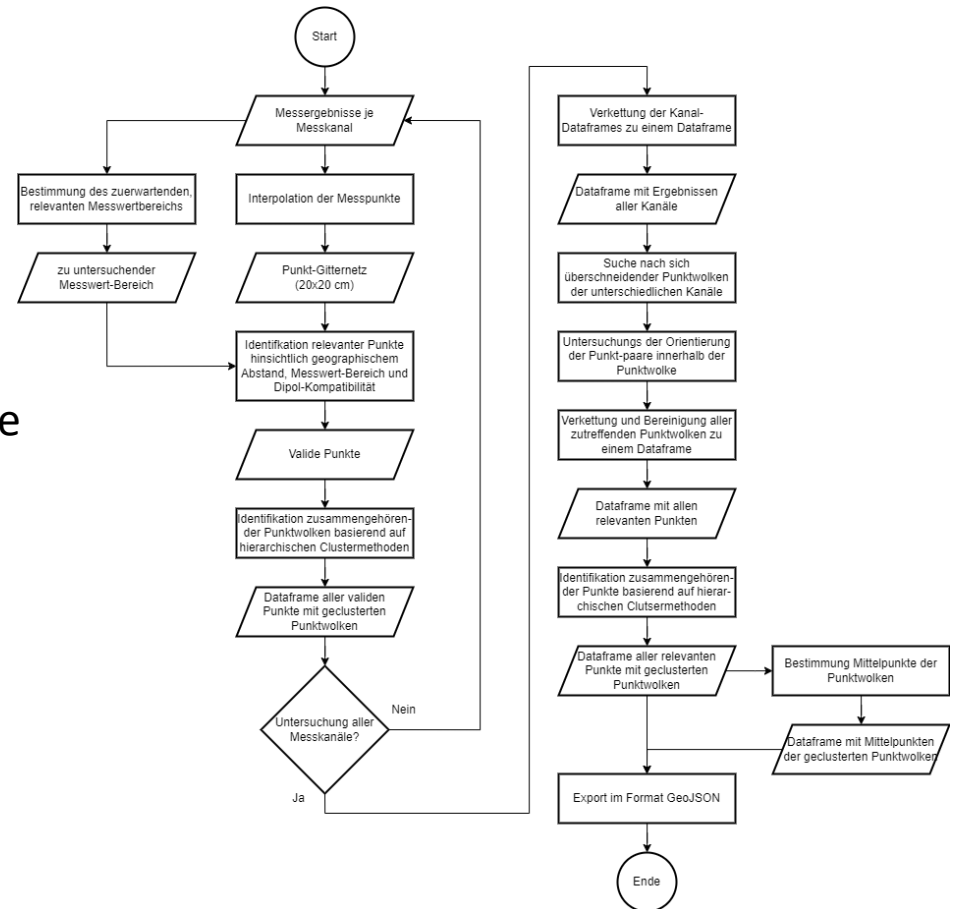 Start
Messergebnisse je
Messkanal
Bestimmung des zuerwartenden,
relevanten Messwertbereichs
zu untersuchender
Messwert-Bereich
Interpolation der Messpunkte
Punkt-Gitternetz
(20x20 cm)
Identifkation relevanter Punkte
hinsichtlich geographischem
Abstand, Messwert-Bereich und
Dipol-Kompatibilität
e
Valide Punkte
Identifikation zusammengehören-
der Punktwolken basierend auf
hierarchischen Clustermethoden
Dataframe aller validen
Punkte mit geclusterten
Punktwolken
Untersuchung aller
Messkanäle?
Nein
Ja
Verkettung der Kanal-
Dataframes zu einem Dataframe
Dataframe mit Ergebnissen
aller Kanäle
Suche nach sich
überschneidender Punktwolken
der unterschiedlichen Kanäle
Untersuchungs der Orientierung
der Punkt-paare innerhalb der
Punktwolke
Verkettung und Bereinigung aller
zutreffenden Punktwolken zu
einem Dataframe
Dataframe mit allen
relevanten Punkten
Identifikation zusammengehören-
der Punkte basierend auf hierar-
chischen Clutsermethoden
Dataframe aller relevanten
Punkte mit geclusterten
Punktwolken
Bestimmung Mittelpunkte der
Punktwolken
Dataframe mit Mittelpunkten
der geclusterten Punktwolken
Export im Format GeoJSON
Ende